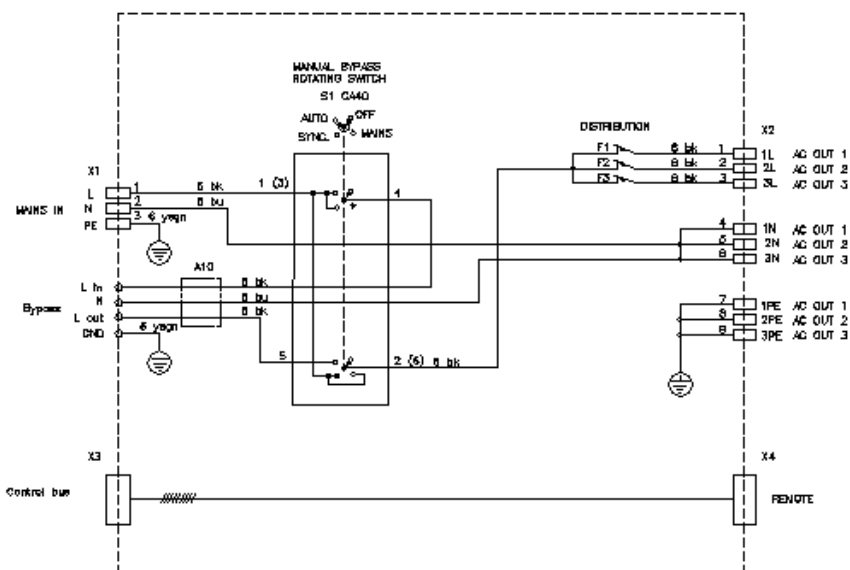 MANUAL BYPASS
ROTATING SWITCH
S1 CA40
AUTO OFF
SYNC. MAINS
DISTRIBUTION
X2
F1 6 bk 1 1L AC OUT 1
F2 6 bk 2 2L AC OUT 2
F3 6 bk 3 3L AC OUT 3
X1
L 1 6 bk 1 (3) 4
MAINS IN N 2 6 bu
PE 3 6 yegn
4 1N AC OUT 1
5 2N AC OUT 2
6 3N AC OUT 3
A10
L in 6 bk
Bypass N 6 bu
L out 6 bk
GND 6 yegn
7 1PE AC OUT 1
8 2PE AC OUT 2
9 3PE AC OUT 3
5 2 (6) 6 bk
X3 X4
Control bus REMOTE